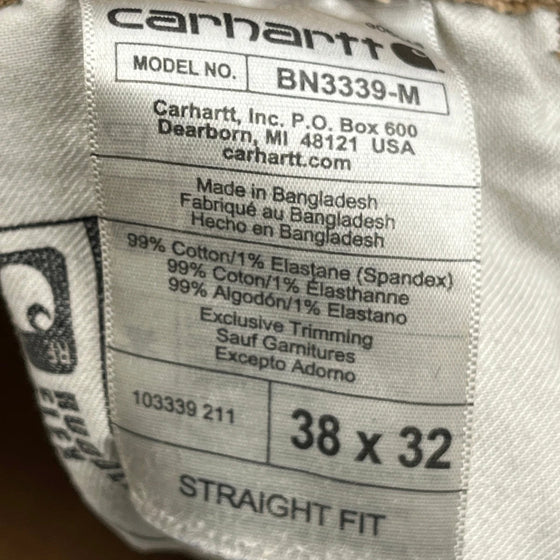 carhartt
MODEL NO. BN3339-M
Carhartt, Inc. P.O. Box 600
Dearborn, MI 48121 USA
carhartt.com
Made in Bangladesh
Fabriqué au Bangladesh
Hecho en Bangladesh
99% Cotton/1% Elastane (Spandex)
99% Coton/1% Élasthanne
99% Algodón/1% Elastano
Exclusive Trimming
Sauf Garnitures
Excepto Adorno
103339 211
38 x 32
STRAIGHT FIT